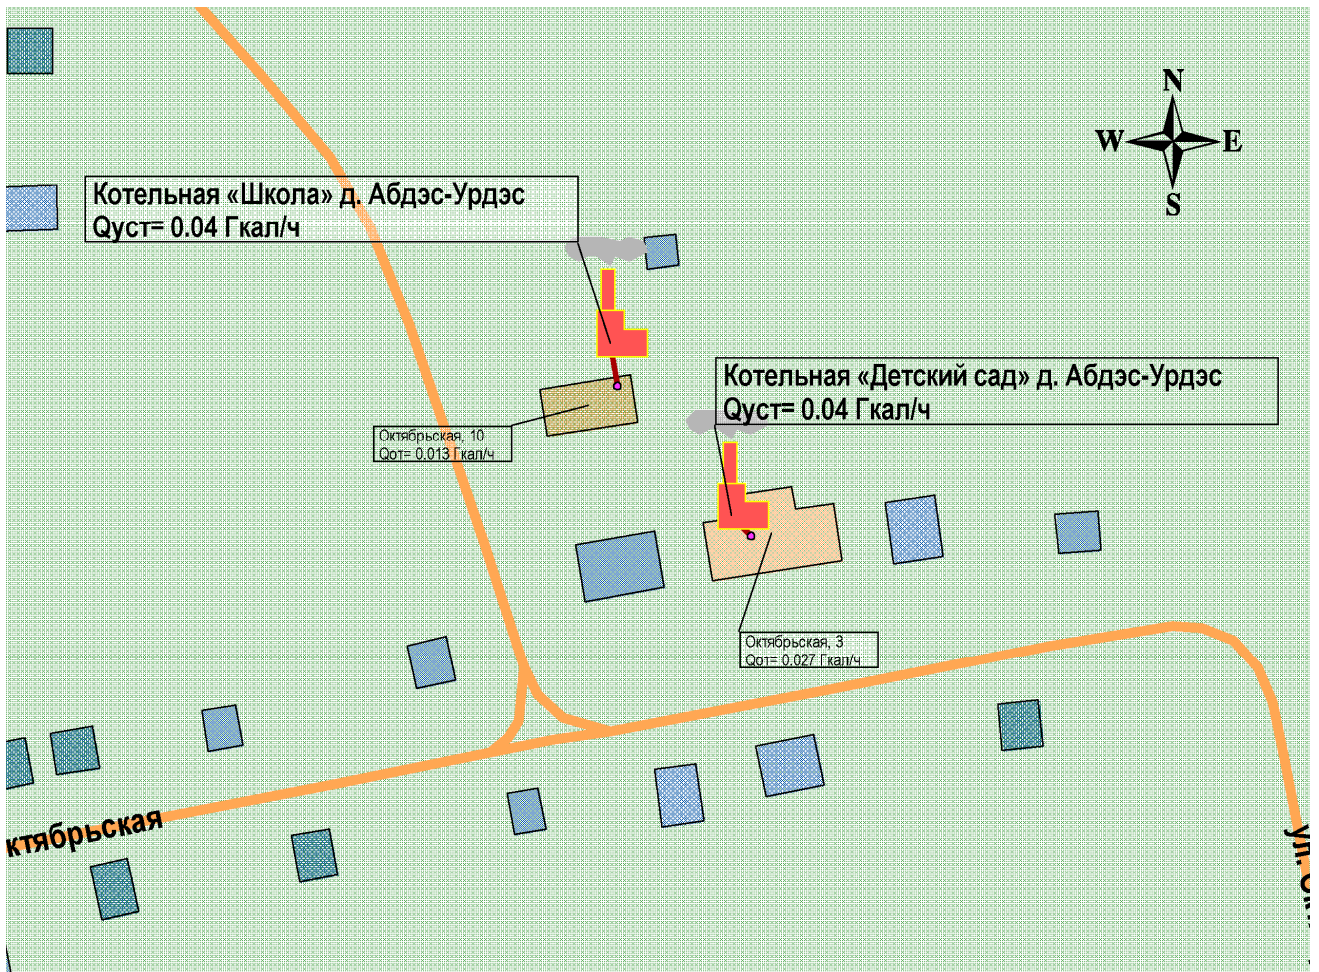 N
W E
S
Котельная «Школа» д. Абдэс-Урдэс
Qуст= 0.04 Гкал/ч
Котельная «Детский сад» д. Абдэс-Урдэс
Qуст= 0.04 Гкал/ч
Октябрьская, 10
Qот= 0.013 Гкал/ч
Октябрьская, 3
Qот= 0.027 Гкал/ч
ктябрьская
ул.